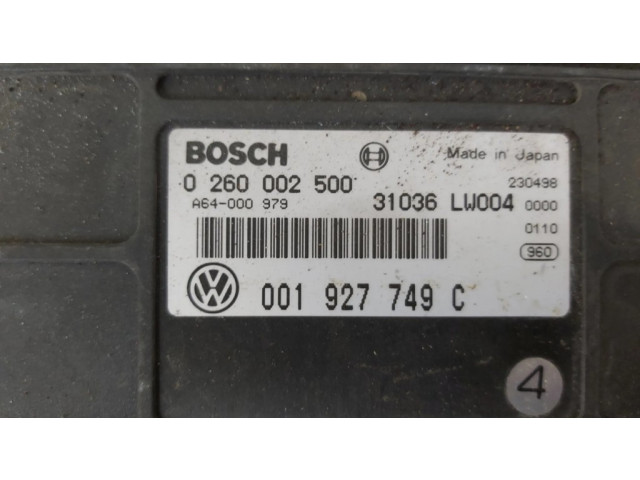 BOSCH Made in Japan
0 260 002 500 230498
A64-000 979 31036 LW004 0000
0110
960
VW 001 927 749 C
4